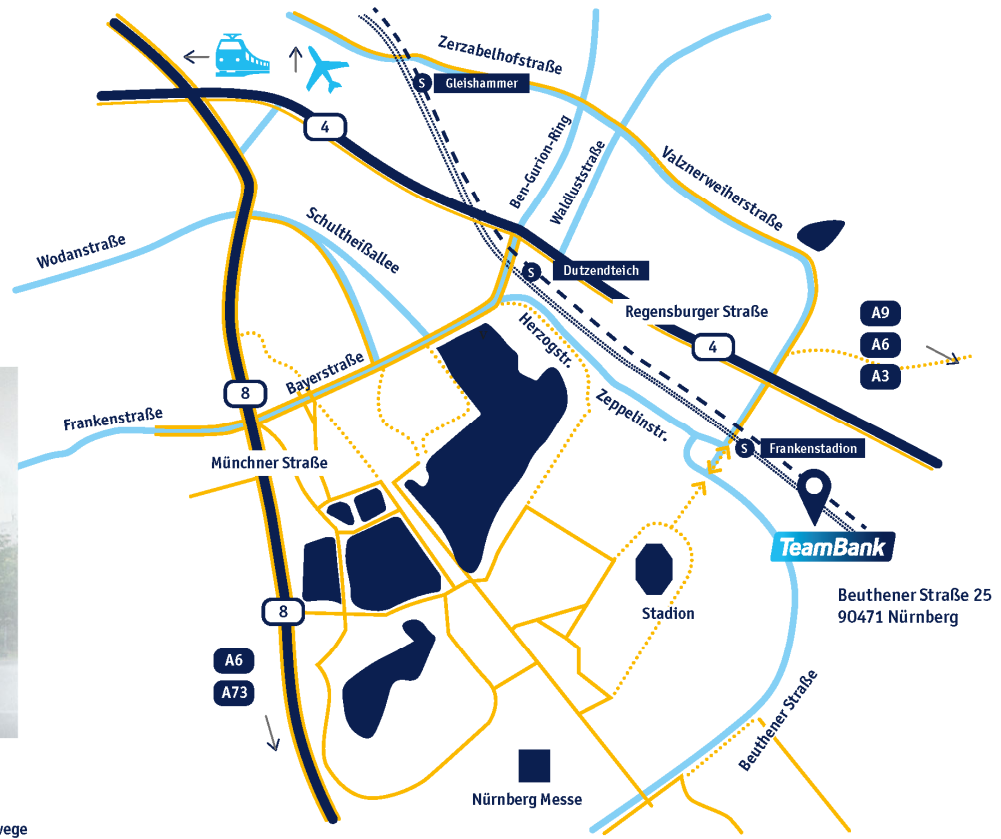 Zerzabelhofstraße
S
Gleishammer
4
Ben-Gurion-Ring
Waldluststraße
Valznerweiherstraße
Schultheißallee
Wodanstraße
S
Dutzendteich
Regensburger Straße
A9
4
A6
A3
Herzogstr.
Bayerstraße
8
Zeppelinstr.
Frankenstraße
S
Frankenstadion
Münchner Straße
TeamBank
Beuthener Straße 25
90471 Nürnberg
8
Stadion
A6
A73
Beuthener Straße
Nürnberg Messe
wege